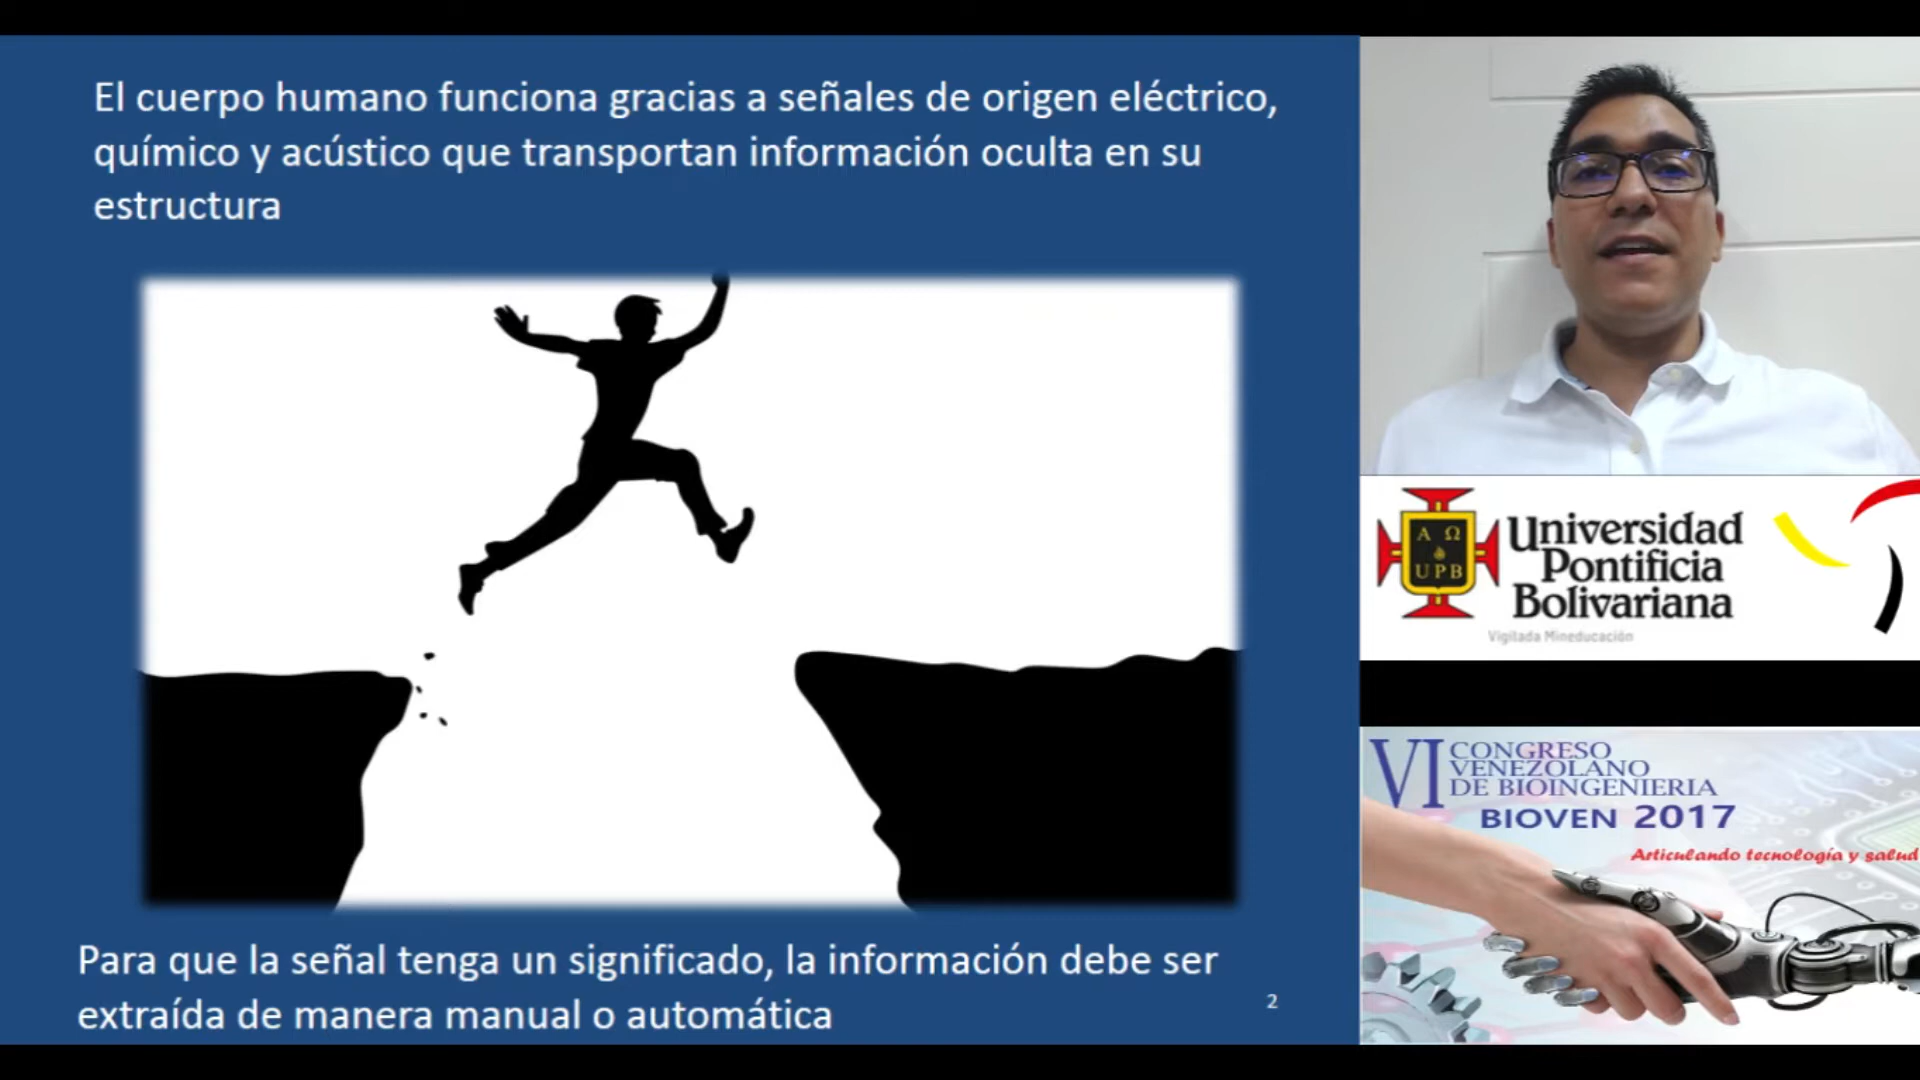 El cuerpo humano funciona gracias a señales de origen eléctrico,
químico y acústico que transportan información oculta en su
estructura
Para que la señal tenga un significado, la información debe ser
extraída de manera manual o automática
2
Α Ω
UPB
Universidad
Pontificia
Bolivariana
Vigilada Mineducación
VI CONGRESO
VENEZOLANO
DE BIOINGENIERIA
BIOVEN 2017
Articulando tecnología y salud